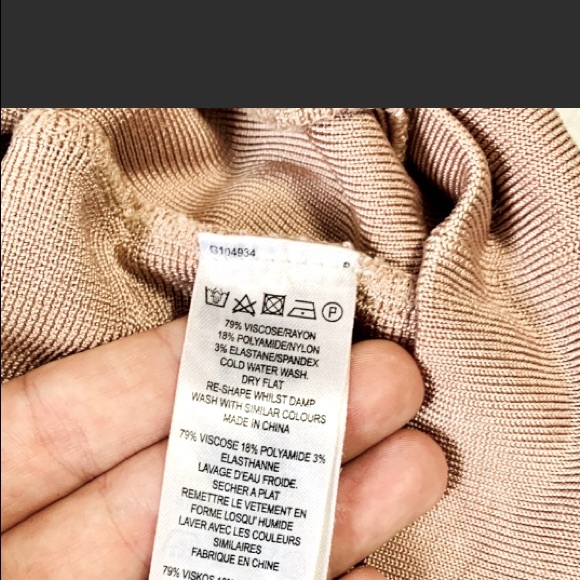 G104934
P
79% VISCOSE/RAYON
18% POLYAMIDE/NYLON
3% ELASTANE/SPANDEX
COLD WATER WASH.
DRY FLAT
RE-SHAPE WHILST DAMP
WASH WITH SIMILAR COLOURS
MADE IN CHINA
79% VISCOSE 18% POLYAMIDE 3%
ELASTHANNE
LAVAGE D'EAU FROIDE.
SECHER A PLAT
REMETTRE LE VETEMENT EN
FORME LOSQU' HUMIDE
LAVER AVEC LES COULEURS
SIMILAIRES
FABRIQUE EN CHINE
79% VISKOS